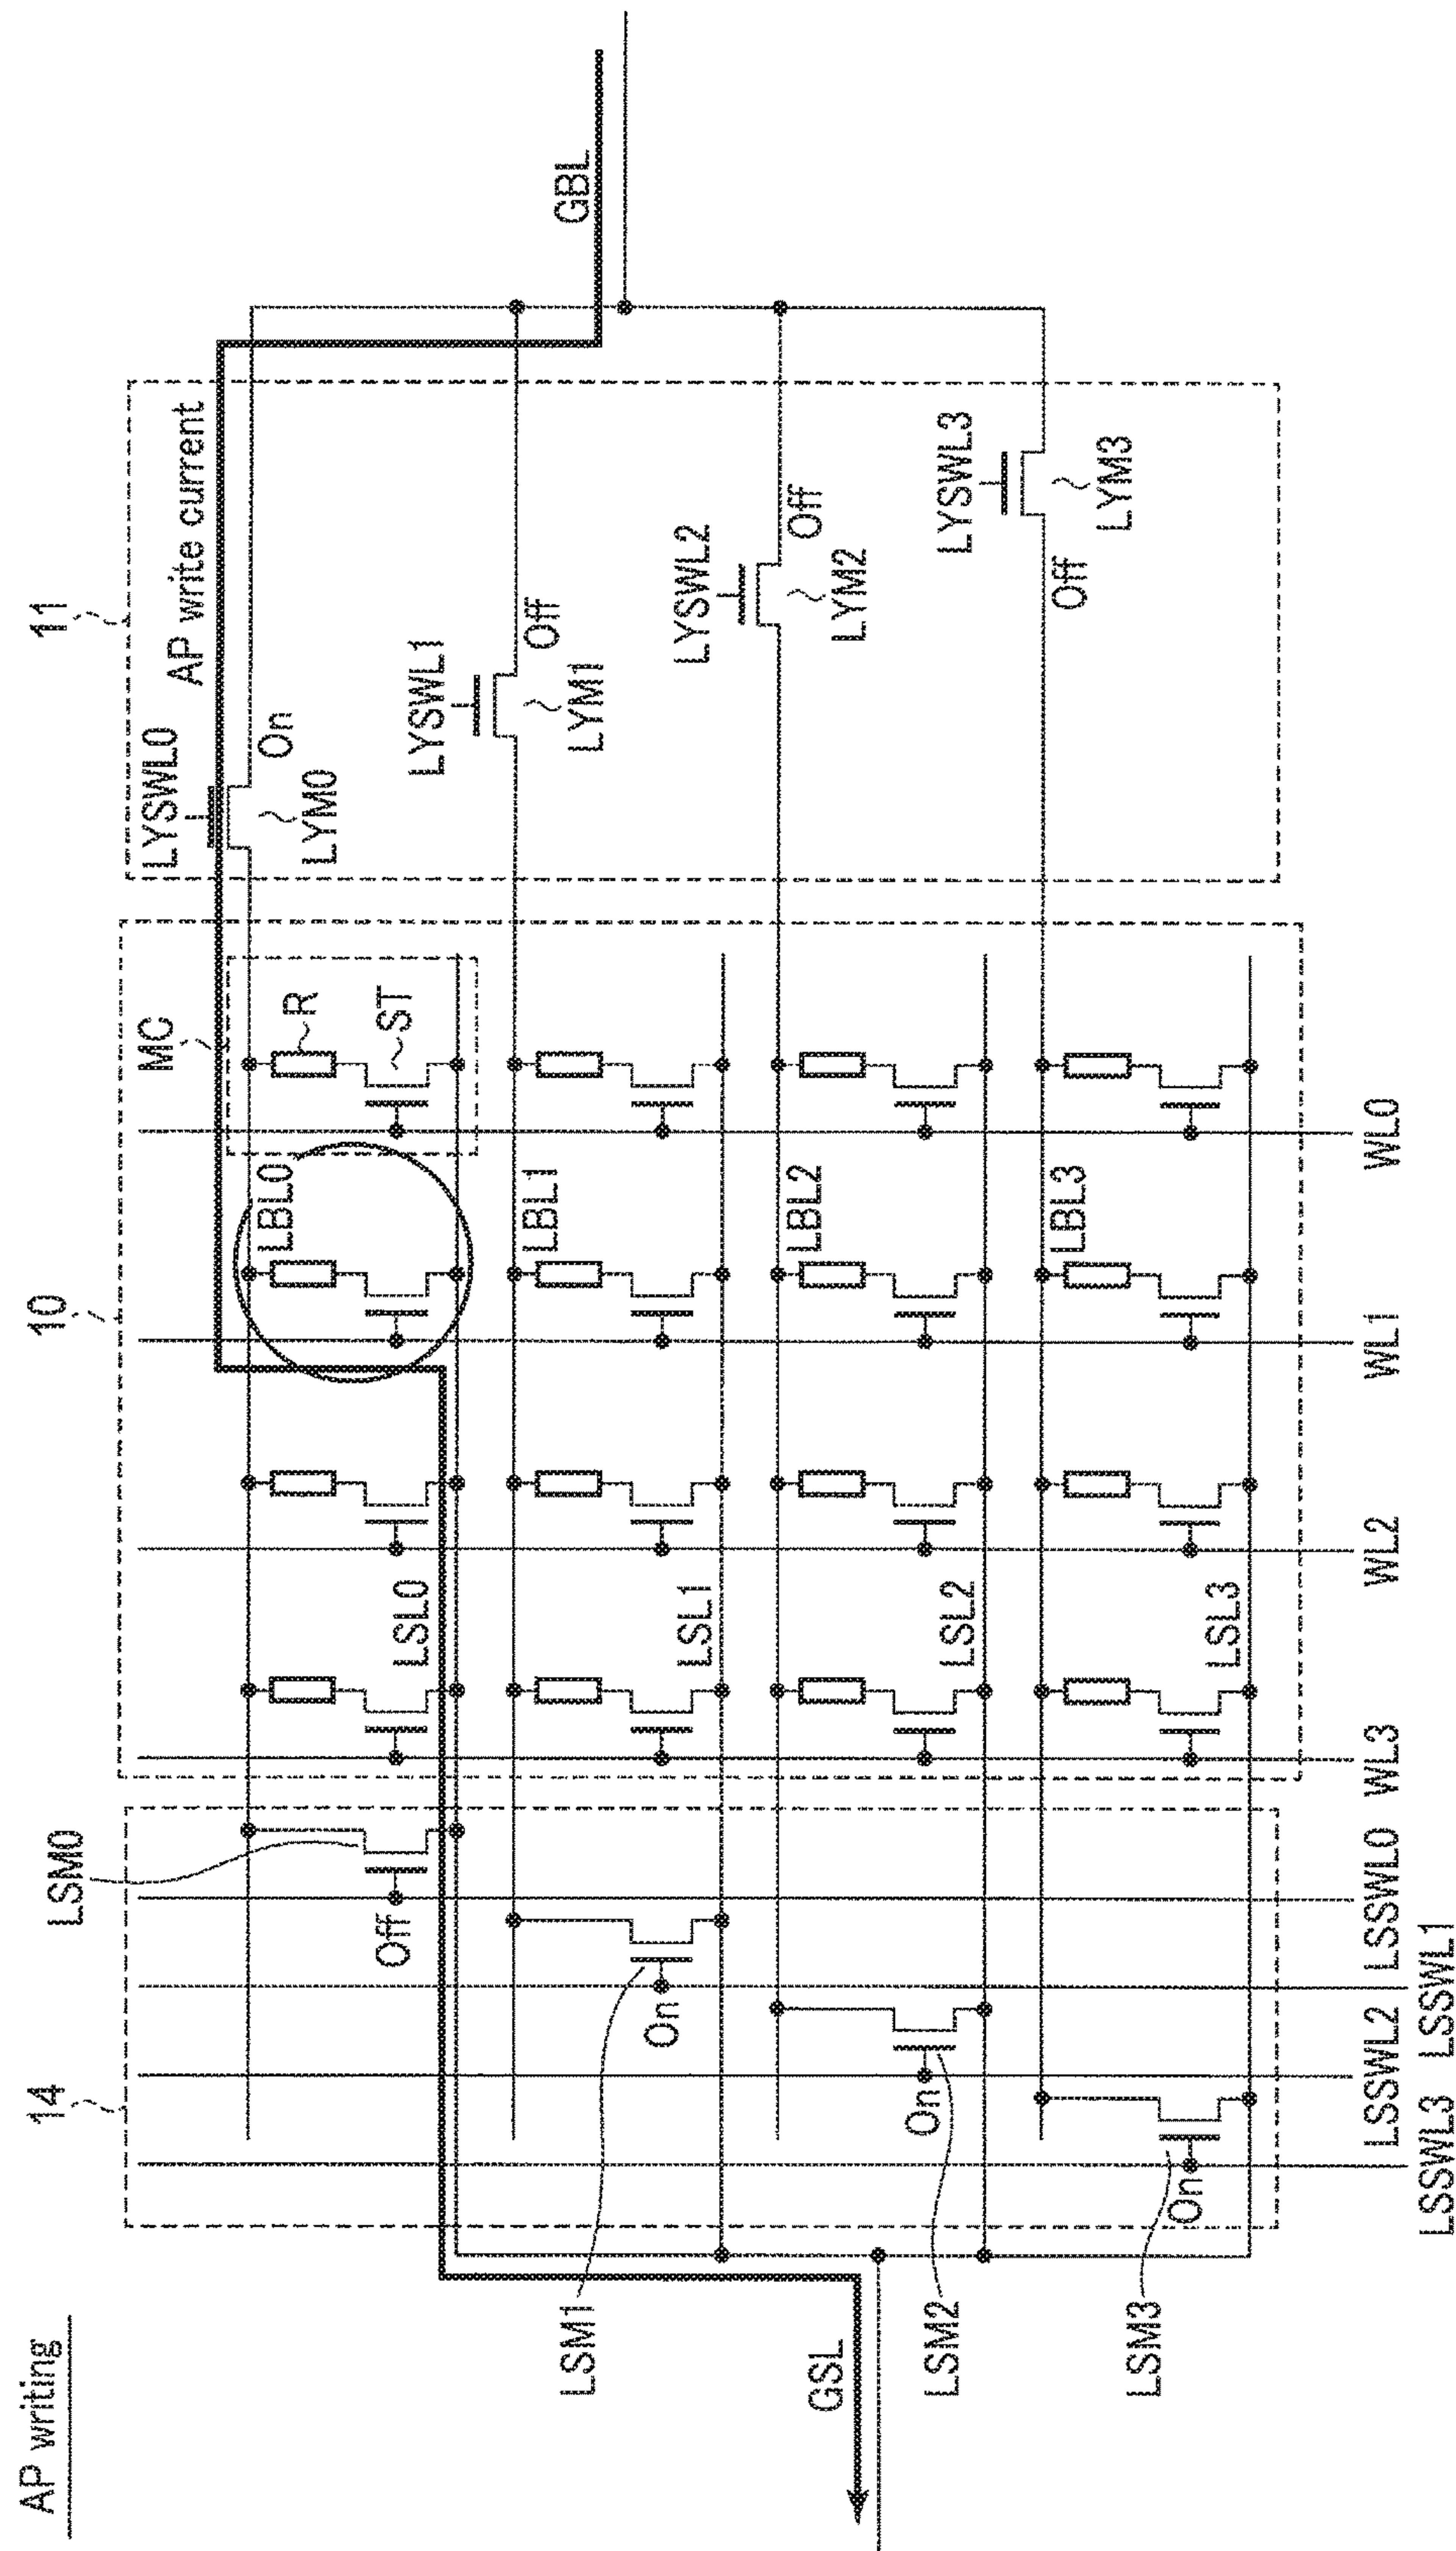 AP writing
14
10
11
LSM0
MC
LYSWL0
AP write current
On
LYM0
R
ST
LBL0
LSL0
Off
GBL
LYSWL1
Off
LYM1
LBL1
LSL1
On
LSM1
LYSWL2
Off
LYM2
LBL2
LSL2
On
GSL
LSM2
LYSWL3
Off
LYM3
LBL3
LSL3
On
LSM3
LSSWL3
LSSWL2
LSSWL1
LSSWL0
WL3
WL2
WL1
WL0